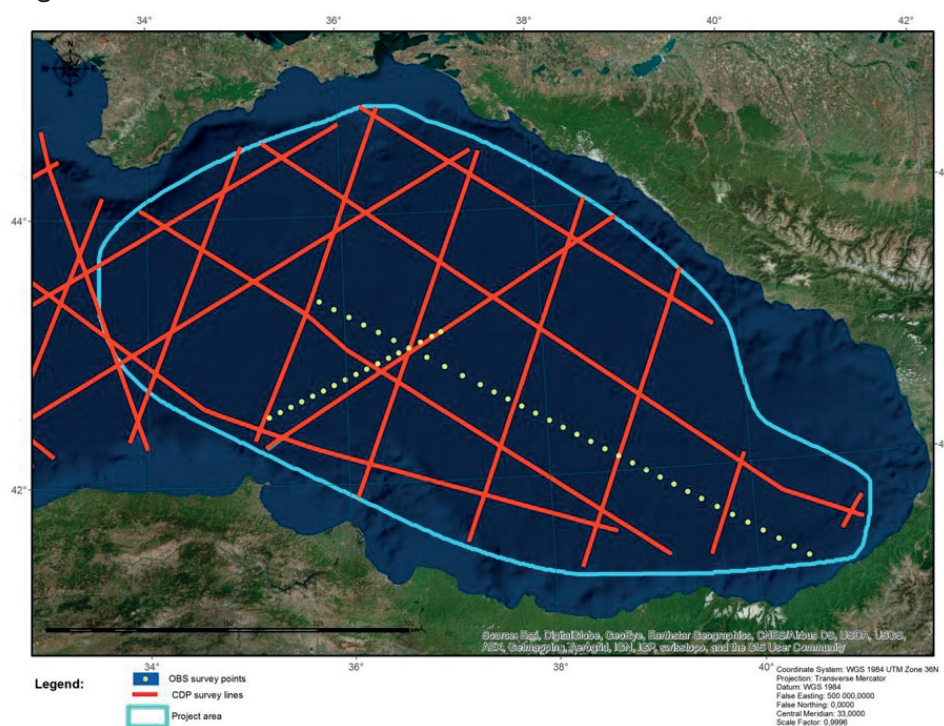 34°
36°
38°
40°
42°
N
W
S
44°
42°
34°
36°
38°
40°
Source: Esri, DigitalGlobe, GeoEye, Earthstar Geographics, CNES/Airbus DS, USDA, USGS,
AEX, Getmapping, Aerogrid, IGN, IGP, swisstopo, and the GIS User Community
Legend:
OBS survey points
CDP survey lines
Project area
Coordinate System: WGS 1984 UTM Zone 36N
Projection: Transverse Mercator
Datum: WGS 1984
False Easting: 500 000,0000
False Northing: 0,0000
Central Meridian: 33,0000
Scale Factor: 0,9996